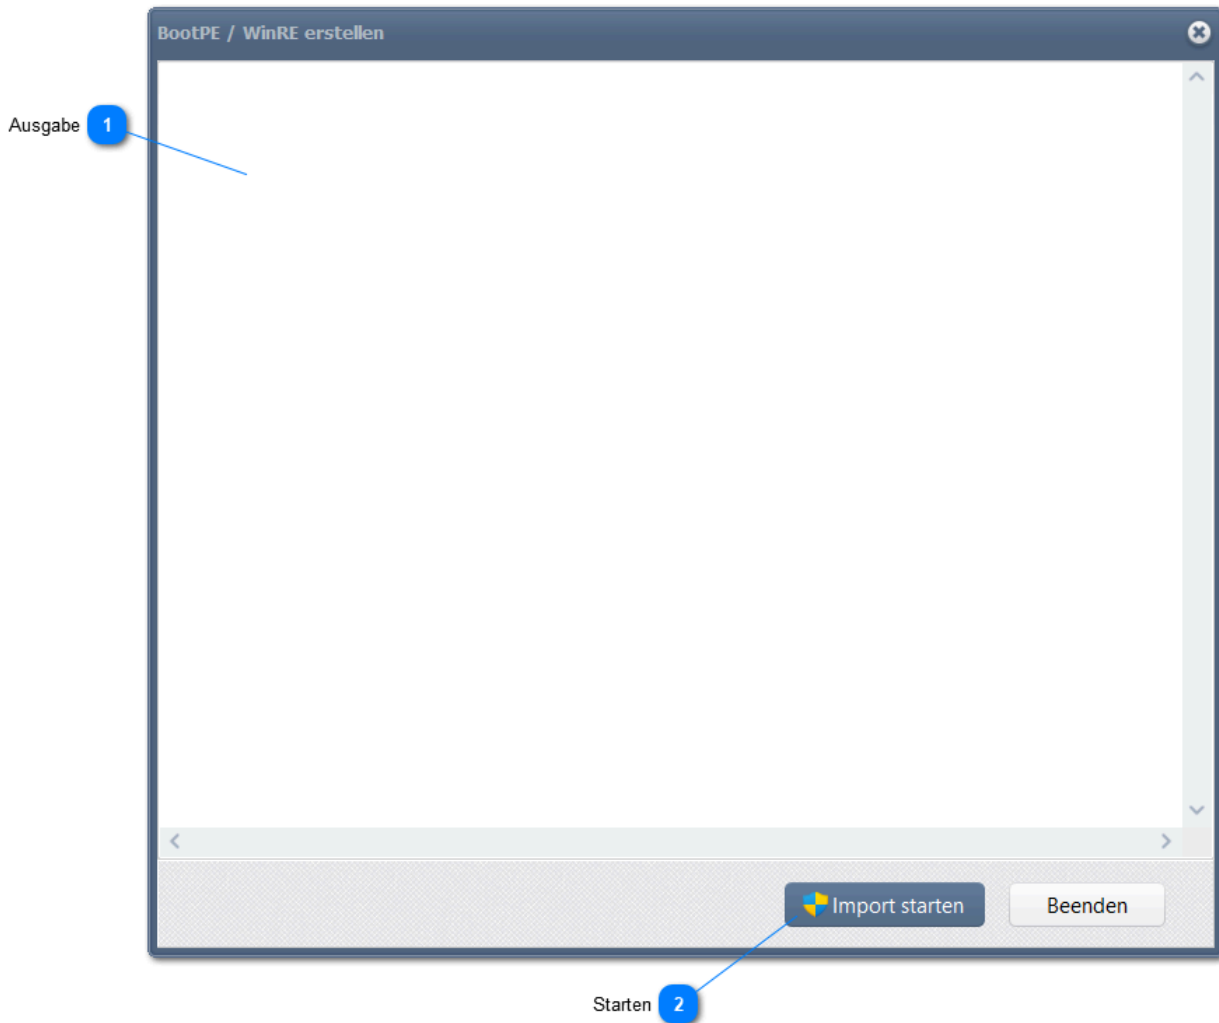 BootPE / WinRE erstellen
Ausgabe 1
Import starten
Beenden
Starten 2